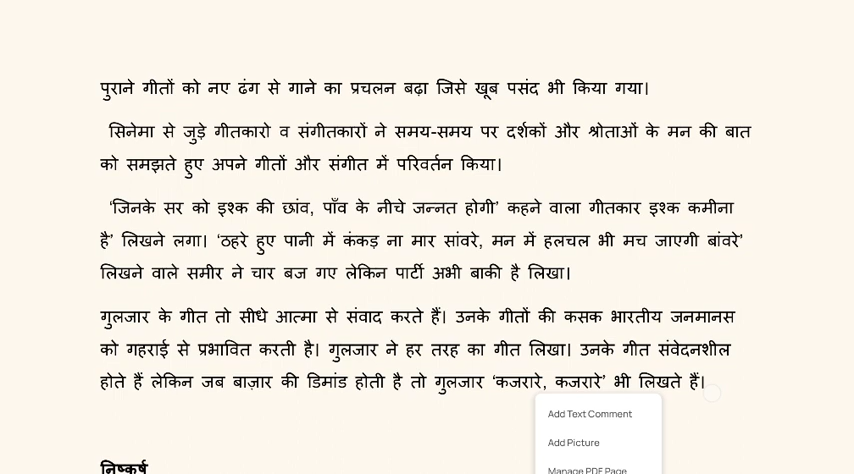 पुराने गीतों को नए ढंग से गाने का प्रचलन बढ़ा जिसे खूब पसंद भी किया गया।
सिनेमा से जुड़े गीतकारो व संगीतकारों ने समय-समय पर दर्शकों और श्रोताओं के मन की बात
को समझते हुए अपने गीतों और संगीत में परिवर्तन किया।
‘जिनके सर को इश्क की छांव, पाँव के नीचे जन्नत होगी’ कहने वाला गीतकार इश्क कमीना
है’ लिखने लगा। ‘ठहरे हुए पानी में कंकड़ ना मार सांवरे, मन में हलचल भी मच जाएगी बांवरे’
लिखने वाले समीर ने चार बज गए लेकिन पार्टी अभी बाकी है लिखा।
गुलजार के गीत तो सीधे आत्मा से संवाद करते हैं। उनके गीतों की कसक भारतीय जनमानस
को गहराई से प्रभावित करती है। गुलजार ने हर तरह का गीत लिखा। उनके गीत संवेदनशील
होते हैं लेकिन जब बाज़ार की डिमांड होती है तो गुलजार ‘कजरारे, कजरारे’ भी लिखते हैं।
Add Text Comment
Add Picture
निष्कर्ष
Manage PDF Page